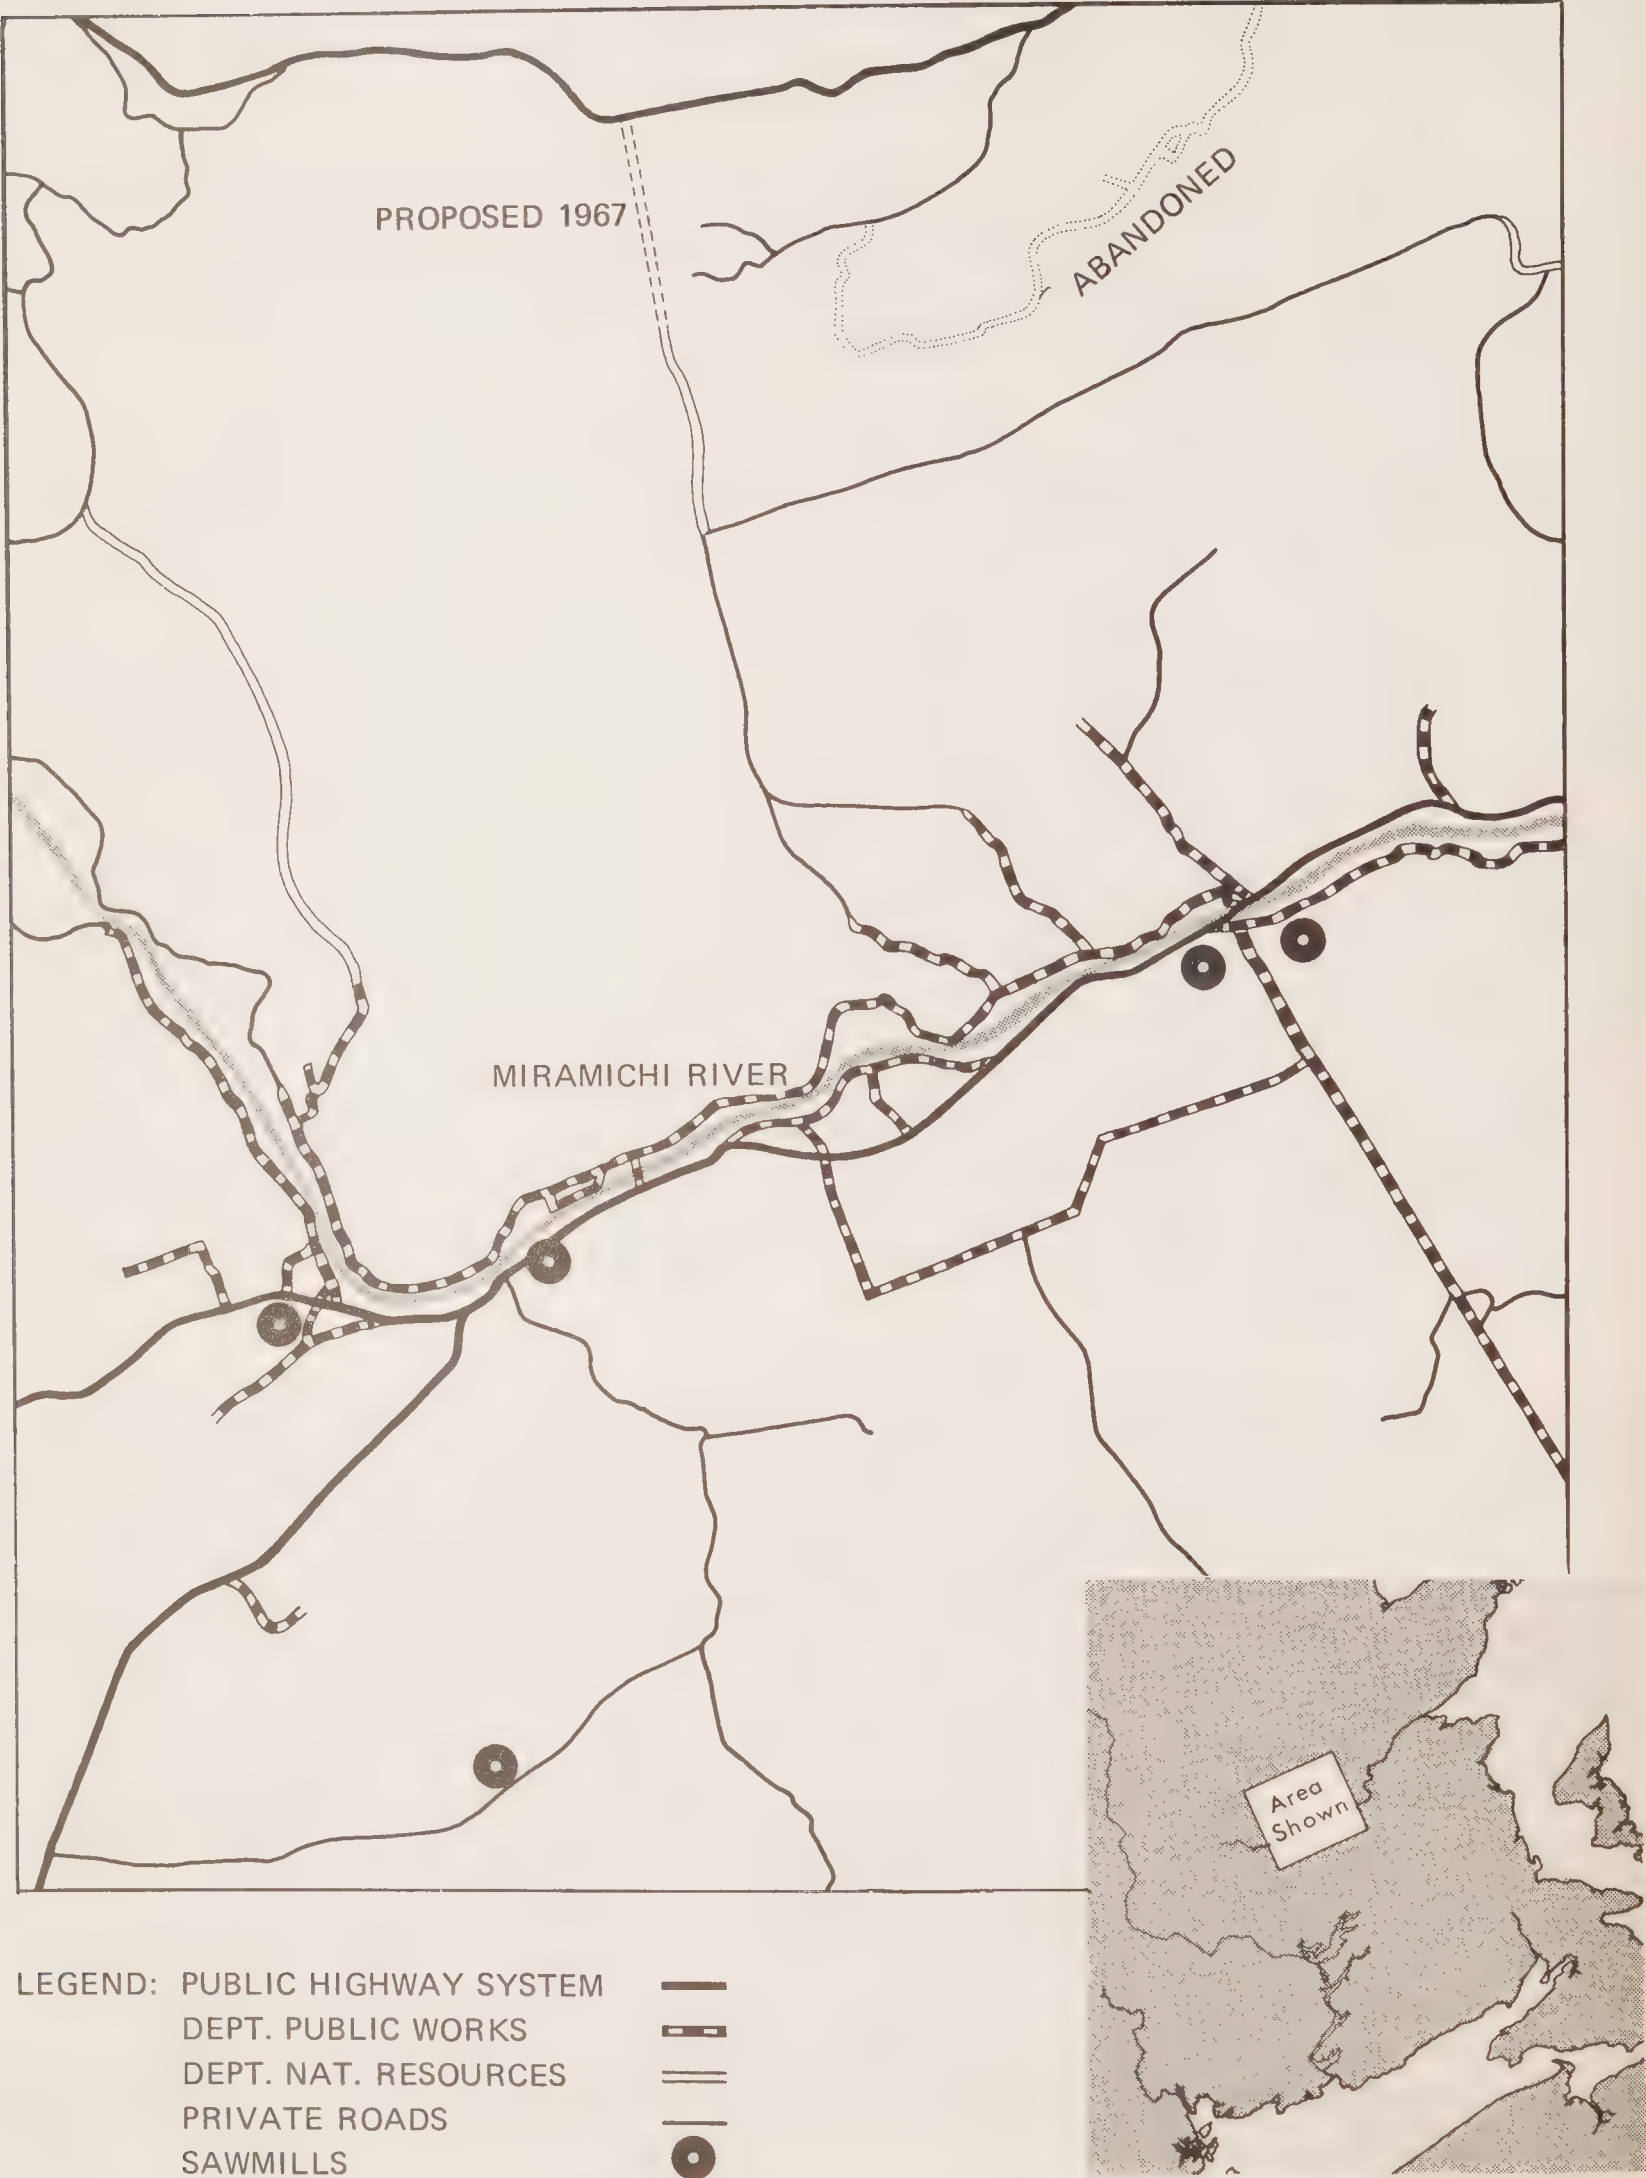 PROPOSED 1967
ABANDONED
MIRAMICHI RIVER
Area
Shown
LEGEND: PUBLIC HIGHWAY SYSTEM
DEPT. PUBLIC WORKS
DEPT. NAT. RESOURCES
PRIVATE ROADS
SAWMILLS